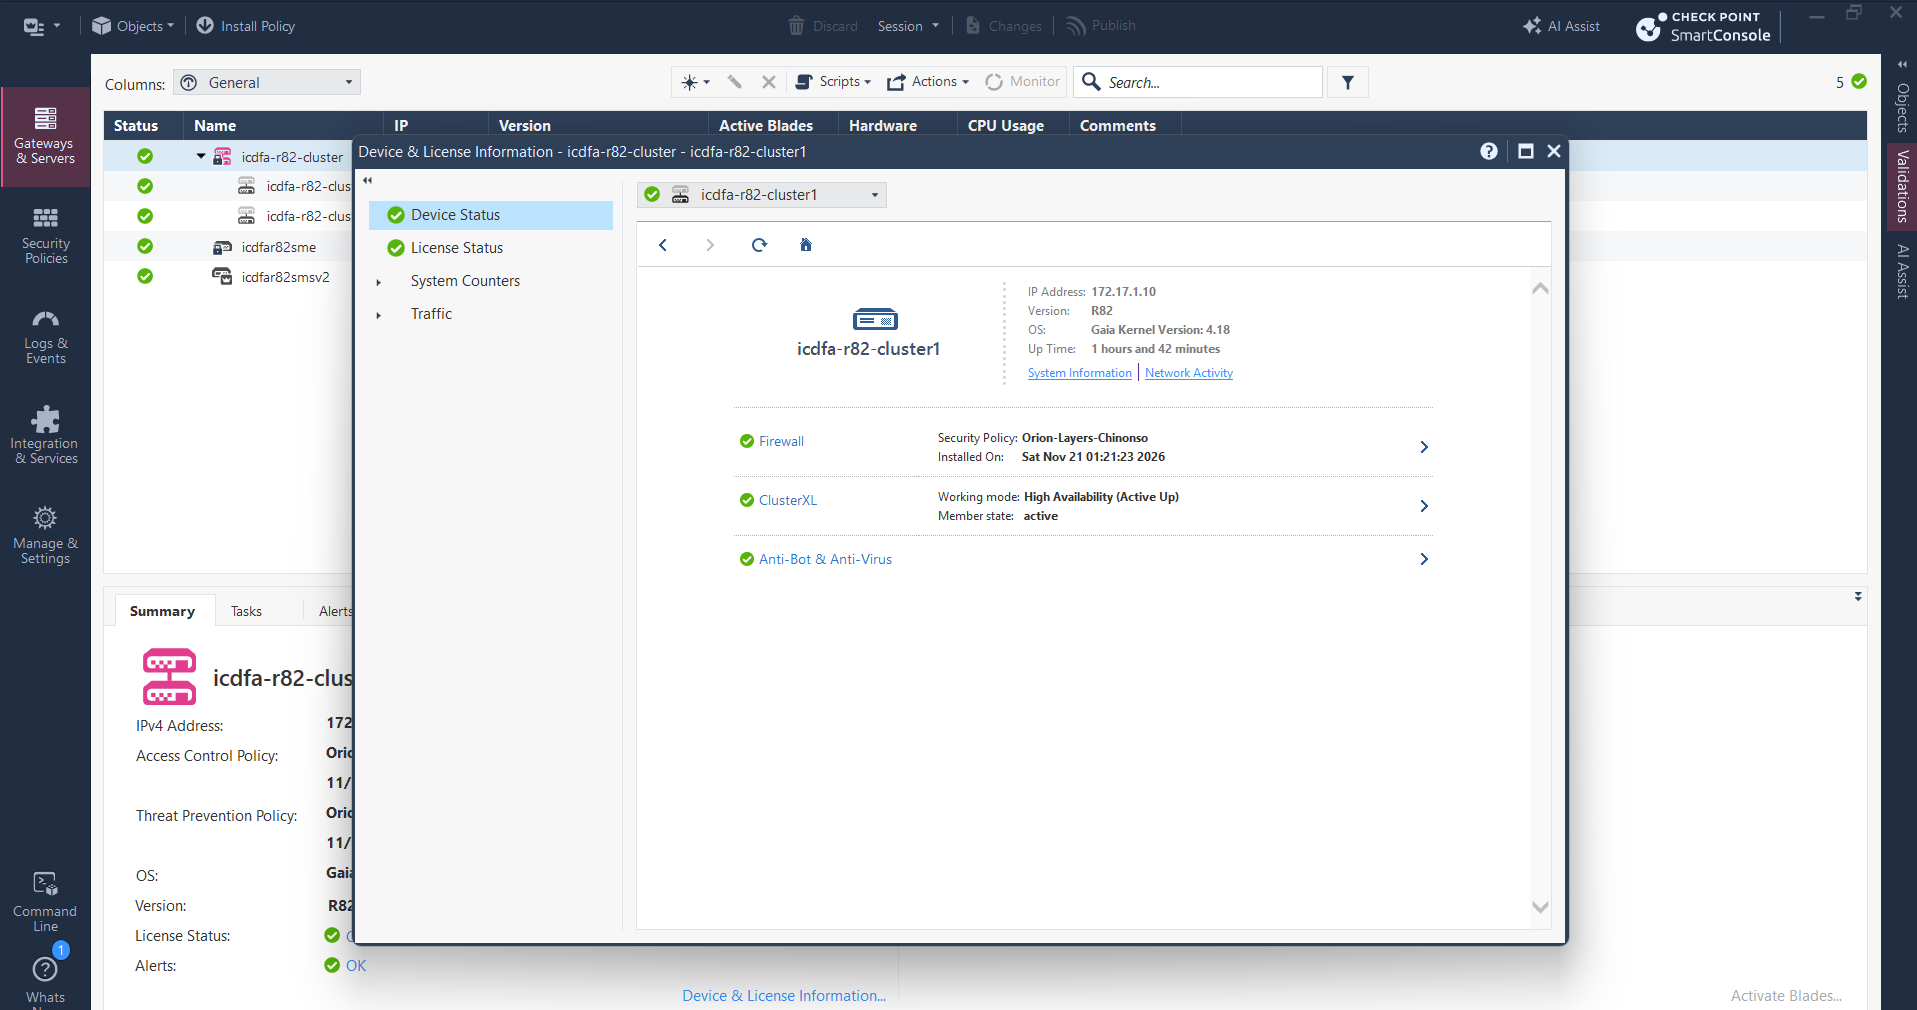 Objects
Install Policy
Discard
Session
Changes
Publish
AI Assist
CHECK POINT
SmartConsole
Columns:
General
Scripts
Actions
Monitor
Search...
5
Status
Name
IP
Version
Active Blades
Hardware
CPU Usage
Comments
icdfa-r82-cluster
icdfa-r82-clus
icdfa-r82-clus
icdfar82sme
icdfar82smsv2
Gateways
& Servers
Security
Policies
Logs &
Events
Integration
& Services
Manage &
Settings
Command
Line
1
Whats
Objects
Validations
AI Assist
Device & License Information - icdfa-r82-cluster - icdfa-r82-cluster1
Device Status
License Status
System Counters
Traffic
icdfa-r82-cluster1
icdfa-r82-cluster1
IP Address: 172.17.1.10
Version: R82
OS: Gaia Kernel Version: 4.18
Up Time: 1 hours and 42 minutes
System Information | Network Activity
Firewall
Security Policy: Orion-Layers-Chinonso
Installed On: Sat Nov 21 01:21:23 2026
ClusterXL
Working mode: High Availability (Active Up)
Member state: active
Anti-Bot & Anti-Virus
Summary
Tasks
Alerts
icdfa-r82-clus
IPv4 Address: 172
Access Control Policy:
11/
Threat Prevention Policy:
11/
OS: Gaia
Version: R82
License Status:
Alerts: OK
Device & License Information...
Activate Blades...